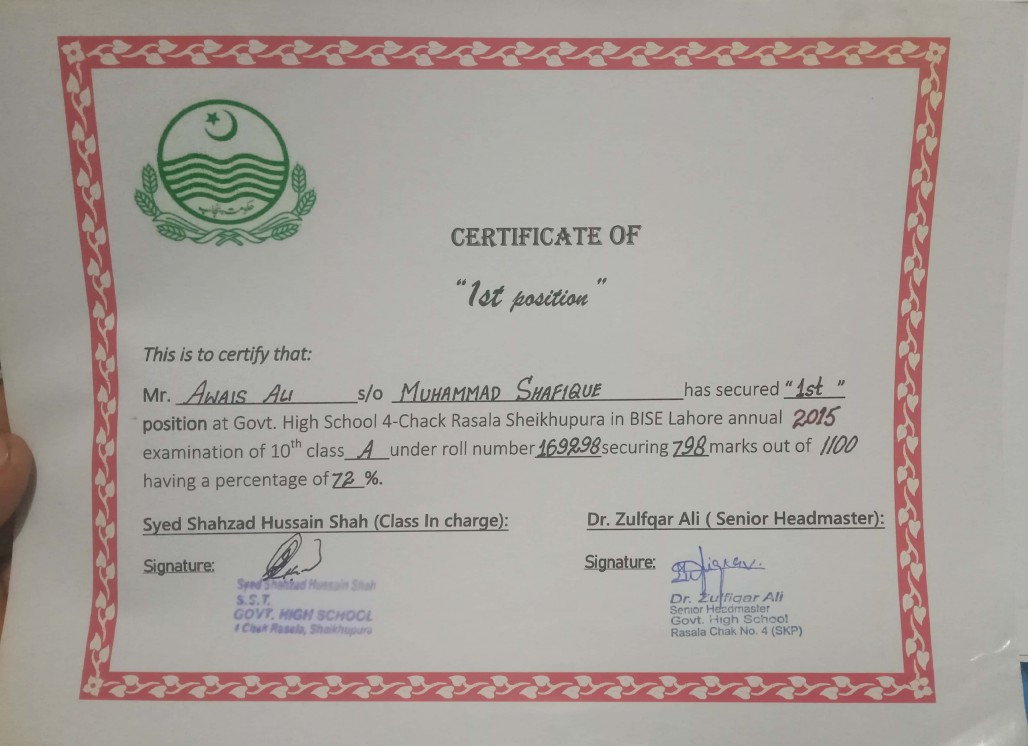 حکومت پنجاب
CERTIFICATE OF
"1st position"
This is to certify that:
Mr. AWAIS ALI s/o MUHAMMAD SHAFIQUE has secured "1st"
position at Govt. High School 4-Chack Rasala Sheikhupura in BISE Lahore annual 2015
examination of 10th class A under roll number 169298 securing 798 marks out of 1100
having a percentage of 72 %.
Syed Shahzad Hussain Shah (Class In charge):
Dr. Zulfqar Ali ( Senior Headmaster):
Signature:
Signature:
Syed Shahzad Hussain Shah
S.S.T.
GOVT. HIGH SCHOOL
4 Chak Rasala, Shaikhupura
Dr. Zulfiqar Ali
Senior Headmaster
Govt. High School
Rasala Chak No. 4 (SKP)